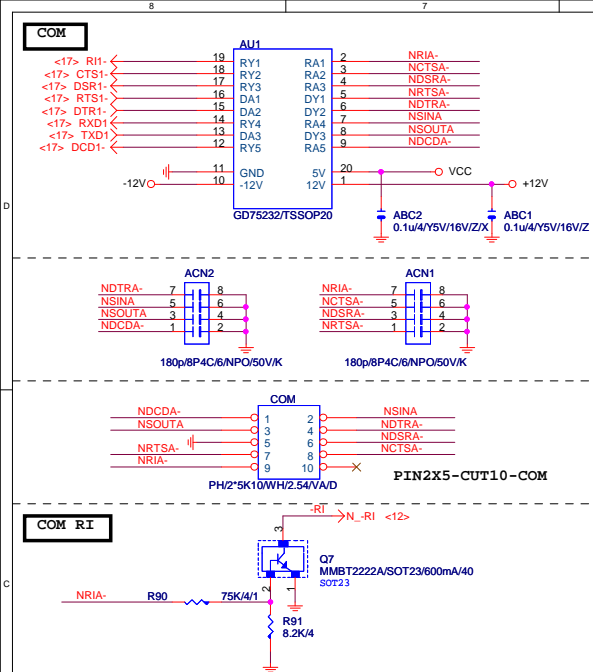 8 7
COM
AU1
<17> RI1- 19 RY1 RA1 2 NRIA-
<17> CTS1- 18 RY2 RA2 3 NCTSA-
<17> DSR1- 17 RY3 RA3 4 NDSRA-
<17> RTS1- 16 DA1 DY1 5 NRTSA-
<17> DTR1- 15 DA2 DY2 6 NDTRA-
<17> RXD1 14 RY4 RA4 7 NSINA
<17> TXD1 13 DA3 DY3 8 NSOUTA
<17> DCD1- 12 RY5 RA5 9 NDCDA-
11 GND 5V 20 VCC
-12V 10 -12V 12V 1 +12V
GD75232/TSSOP20
D
ABC2 ABC1
0.1u/4/Y5V/16V/Z/X 0.1u/4/Y5V/16V/Z
ACN2 ACN1
NDTRA- 7 8 NRIA- 7 8
NSINA 5 6 NCTSA- 5 6
NSOUTA 3 4 NDSRA- 3 4
NDCDA- 1 2 NRTSA- 1 2
180p/8P4C/6/NPO/50V/K 180p/8P4C/6/NPO/50V/K
COM
NDCDA- 1 2 NSINA
NSOUTA 3 4 NDTRA-
5 6 NDSRA-
NRTSA- 7 8 NCTSA-
NRIA- 9 10
PIN2X5-CUT10-COM
PH/2*5K10/WH/2.54/VA/D
COM RI
-RI N_-RI <12>
3
Q7
MMBT2222A/SOT23/600mA/40
SOT23
C
2 1
NRIA- R90 75K/4/1
R91
8.2K/4